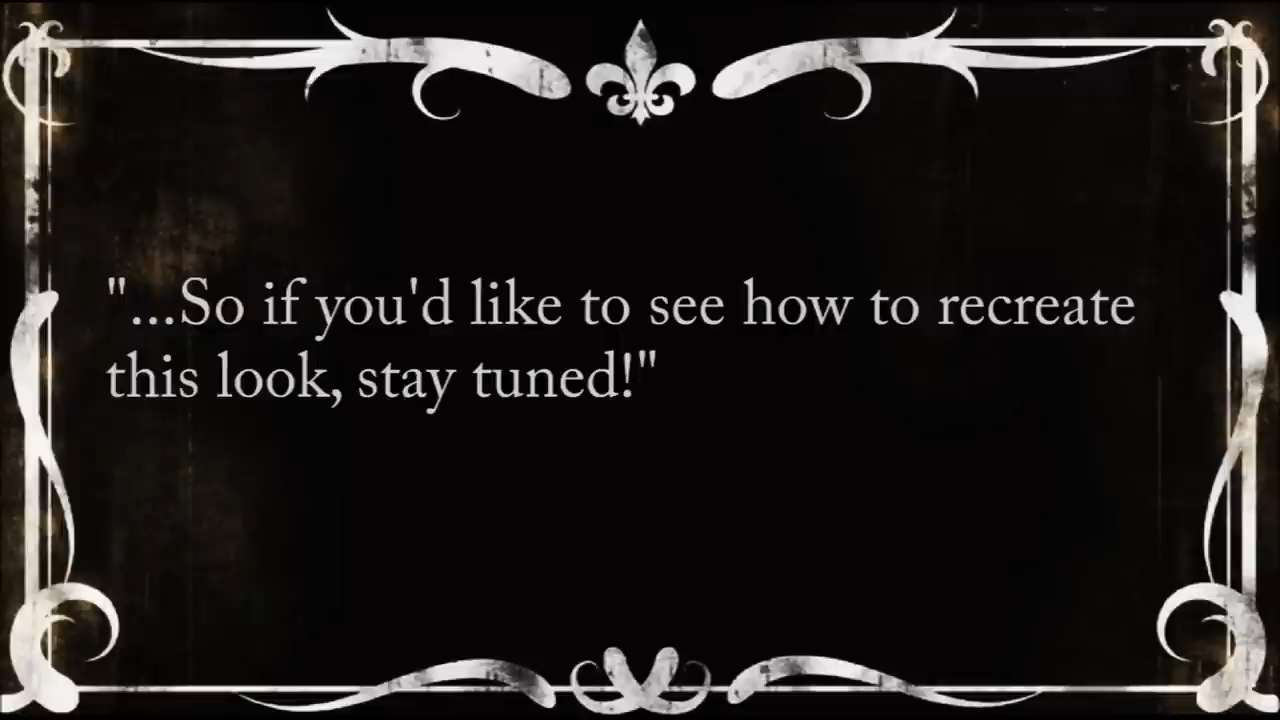 "...So if you'd like to see how to recreate
this look, stay tuned!"